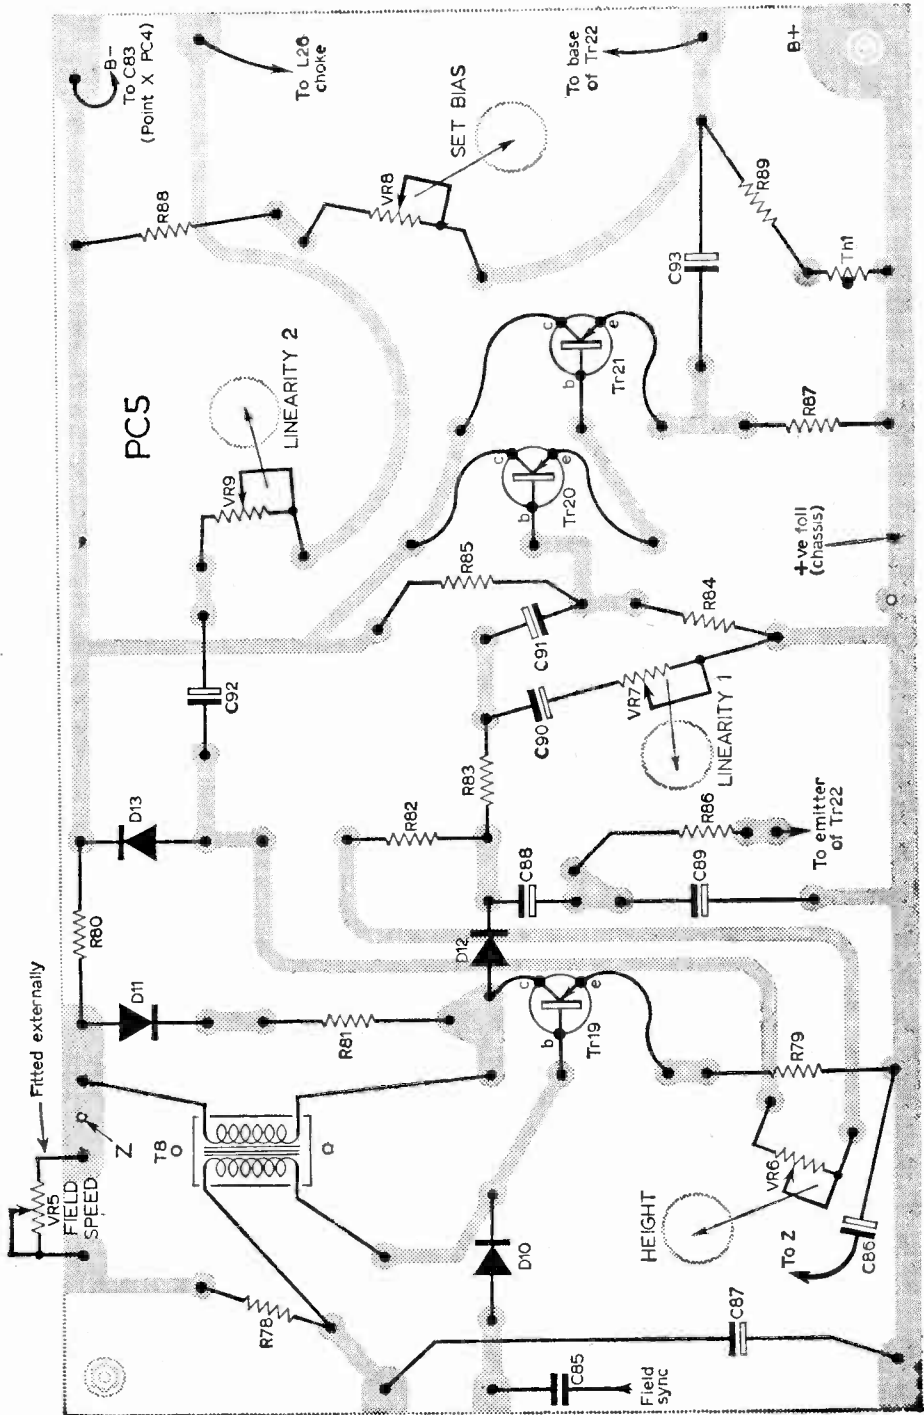 Fitted externally
VR5
FIELD
SPEED
Z
R80
D11
D13
T8
R81
R78
C92
VR9
LINEARITY 2
PC5
R88
B-
To C83
(Point X PC4)
To L26
choke
VR8
SET BIAS
To base
of Tr22
B+
D10
C85
Field
sync
C87
HEIGHT
To Z
C86
VR6
R79
Tr19
b
c
e
D12
C88
C89
R82
R83
R86
To emitter
of Tr22
C90
C91
VR7
LINEARITY 1
R84
R85
Tr20
b
c
e
Tr21
b
c
e
+ve foil
(chassis)
R87
C93
R89
Th1